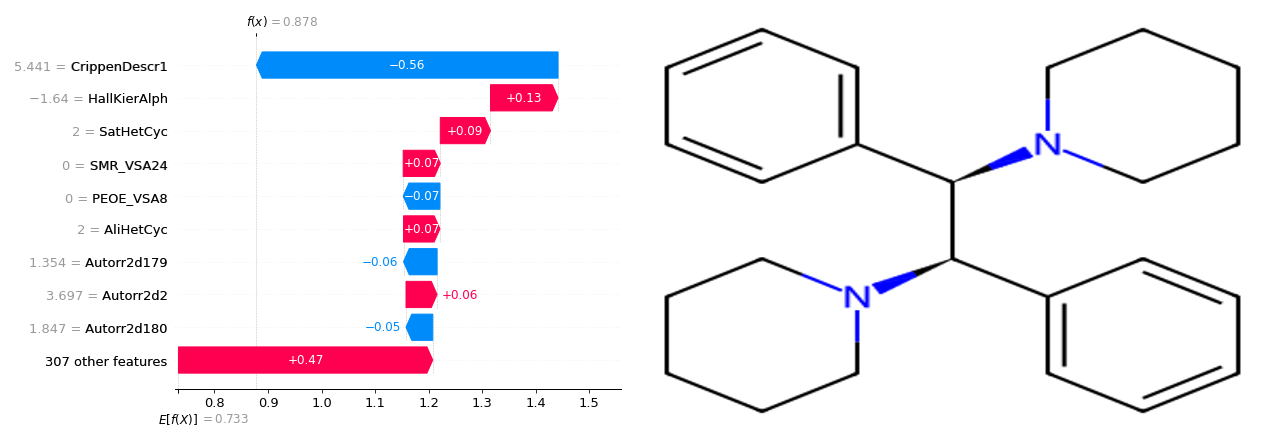 f(x) = 0.878
5.441 = CrippenDescr1
−0.56
−1.64 = HallKierAlph
+0.13
2 = SatHetCyc
+0.09
0 = SMR_VSA24
+0.07
0 = PEOE_VSA8
−0.07
2 = AliHetCyc
+0.07
1.354 = Autorr2d179
−0.06
3.697 = Autorr2d2
+0.06
1.847 = Autorr2d180
−0.05
307 other features
+0.47
0.8 0.9 1.0 1.1 1.2 1.3 1.4 1.5
E[f(X)] = 0.733
N
N